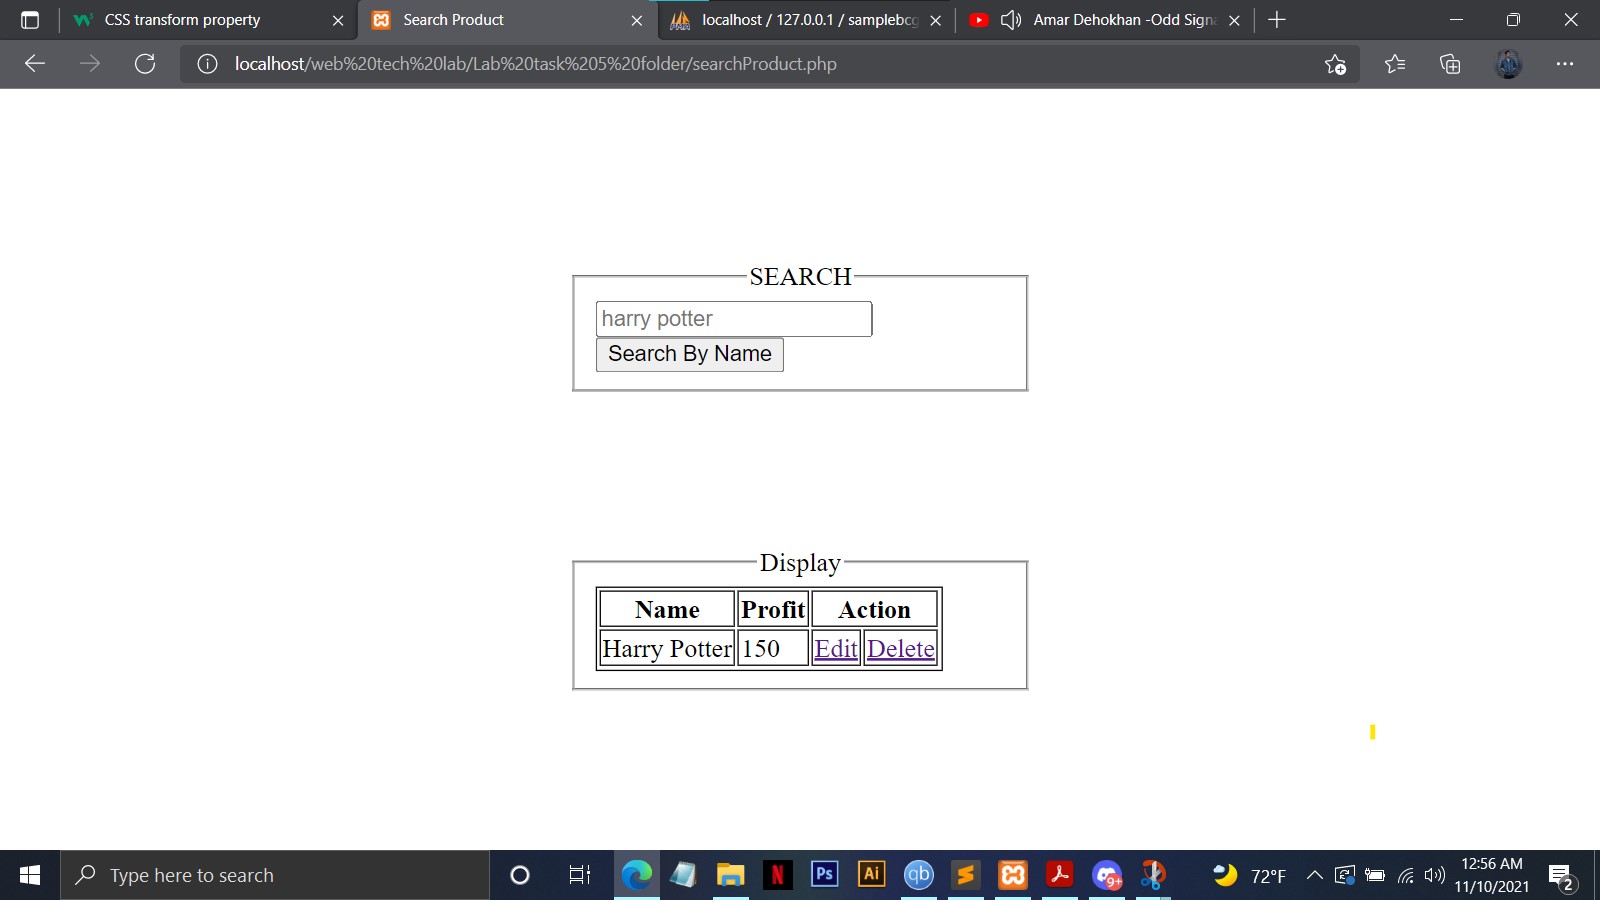 CSS transform property
Search Product
localhost / 127.0.0.1 / samplebcg
Amar Dehokhan -Odd Signa
localhost/web%20tech%20lab/Lab%20task%205%20folder/searchProduct.php
SEARCH
harry potter
Search By Name
Display
Name Profit Action
Harry Potter 150 Edit Delete
Type here to search
N
Ps
Ai
qb
9+
72°F
12:56 AM
11/10/2021
2